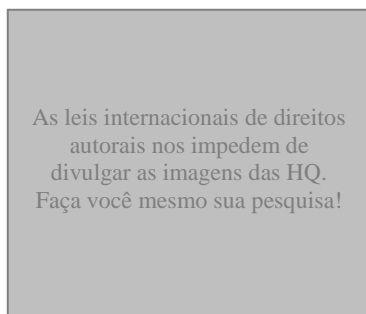 As leis internacionais de direitos
autorais nos impedem de
divulgar as imagens das HQ.
Faça você mesmo sua pesquisa!